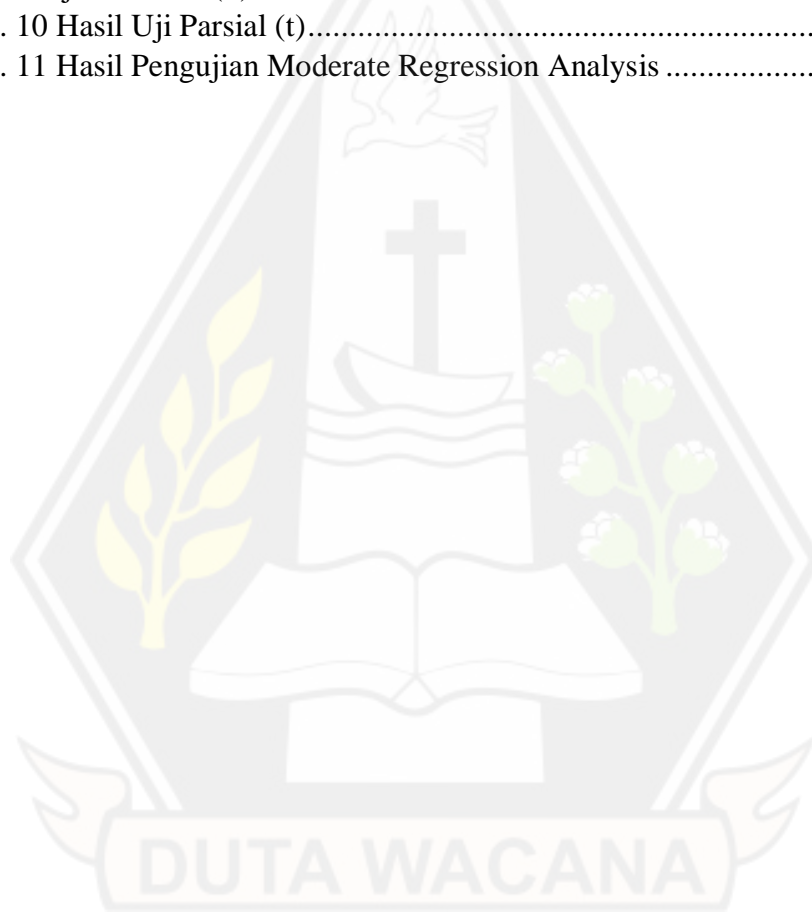 . 10 Hasil Uji Parsial (t)......................................................................
. 11 Hasil Pengujian Moderate Regression Analysis ..................
DUTA WACANA